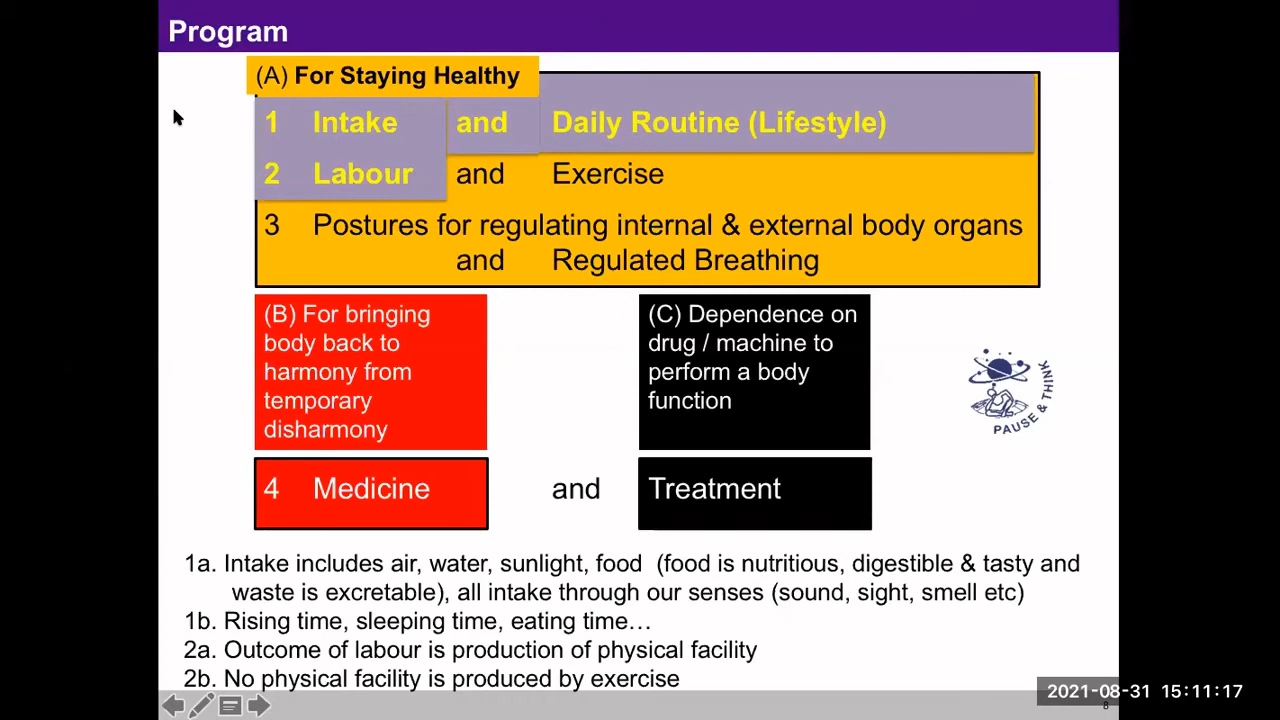 Program
(A) For Staying Healthy
1 Intake and Daily Routine (Lifestyle)
2 Labour and Exercise
3 Postures for regulating internal & external body organs
and Regulated Breathing
(B) For bringing
body back to
harmony from
temporary
disharmony
(C) Dependence on
drug / machine to
perform a body
function
PAUSE & THINK
4 Medicine and Treatment
1a. Intake includes air, water, sunlight, food (food is nutritious, digestible & tasty and
waste is excretable), all intake through our senses (sound, sight, smell etc)
1b. Rising time, sleeping time, eating time…
2a. Outcome of labour is production of physical facility
2b. No physical facility is produced by exercise
2021-08-31 15:11:17
8